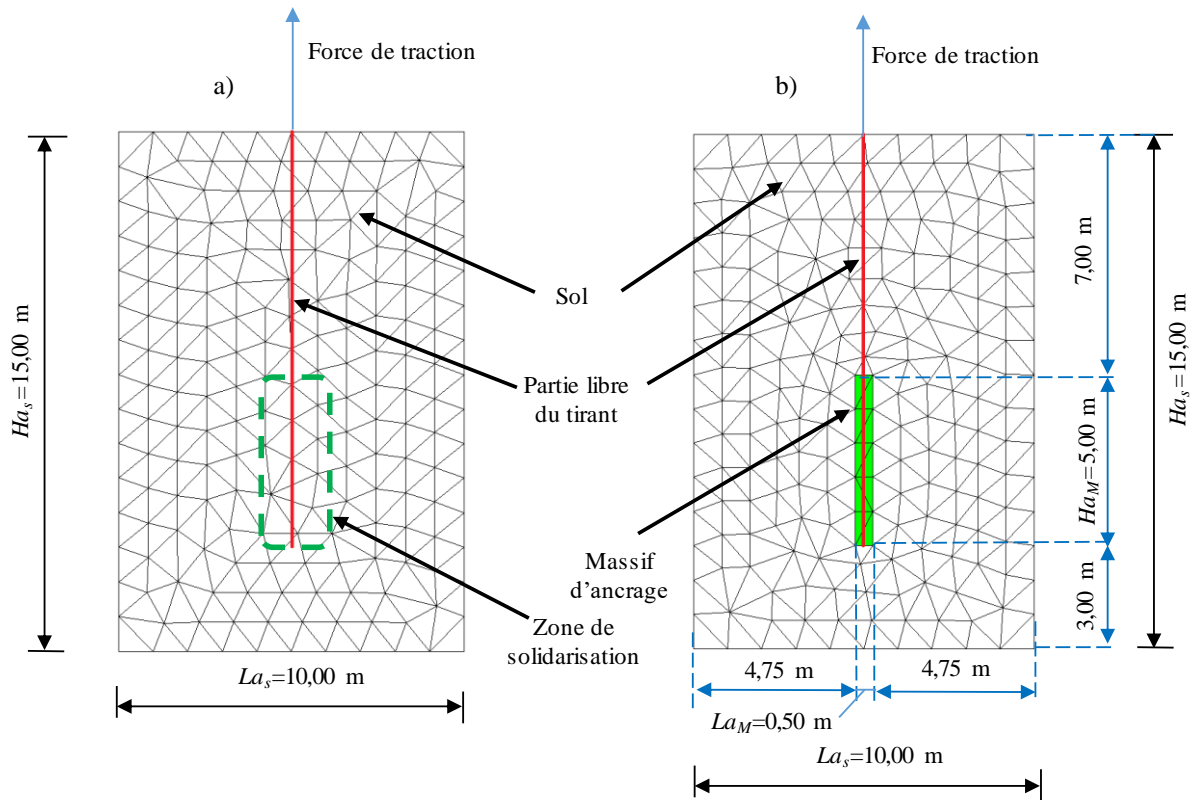 Force de traction
a)
Force de traction
b)
Sol
Partie libre
du tirant
Massif
d'ancrage
Zone de
solidarisation
Has=15,00 m
Las=10,00 m
7,00 m
HaM=5,00 m
3,00 m
Has=15,00 m
4,75 m
4,75 m
LaM=0,50 m
Las=10,00 m